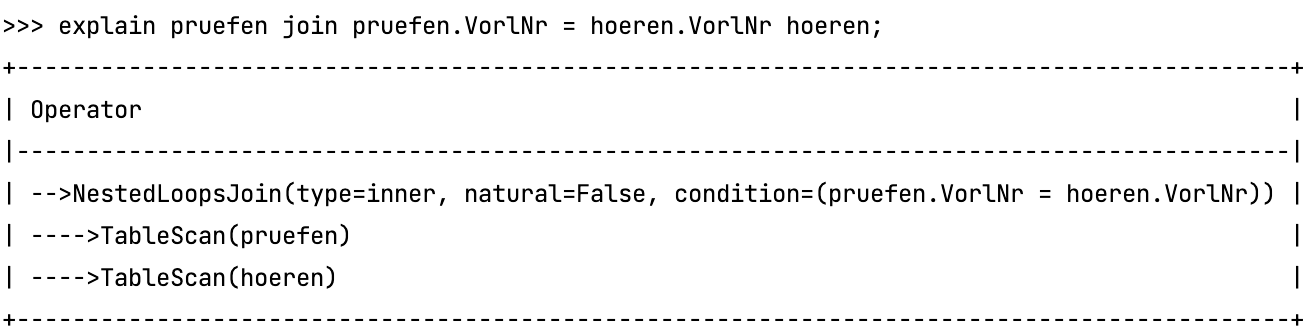 >>> explain pruefen join pruefen.VorlNr = hoeren.VorlNr hoeren;
+------------------------------------------------------------------------------------------+
| Operator                                                                                 |
|------------------------------------------------------------------------------------------|
| -->NestedLoopsJoin(type=inner, natural=False, condition=(pruefen.VorlNr = hoeren.VorlNr)) |
| ---->TableScan(pruefen)                                                                  |
| ---->TableScan(hoeren)                                                                   |
+------------------------------------------------------------------------------------------+